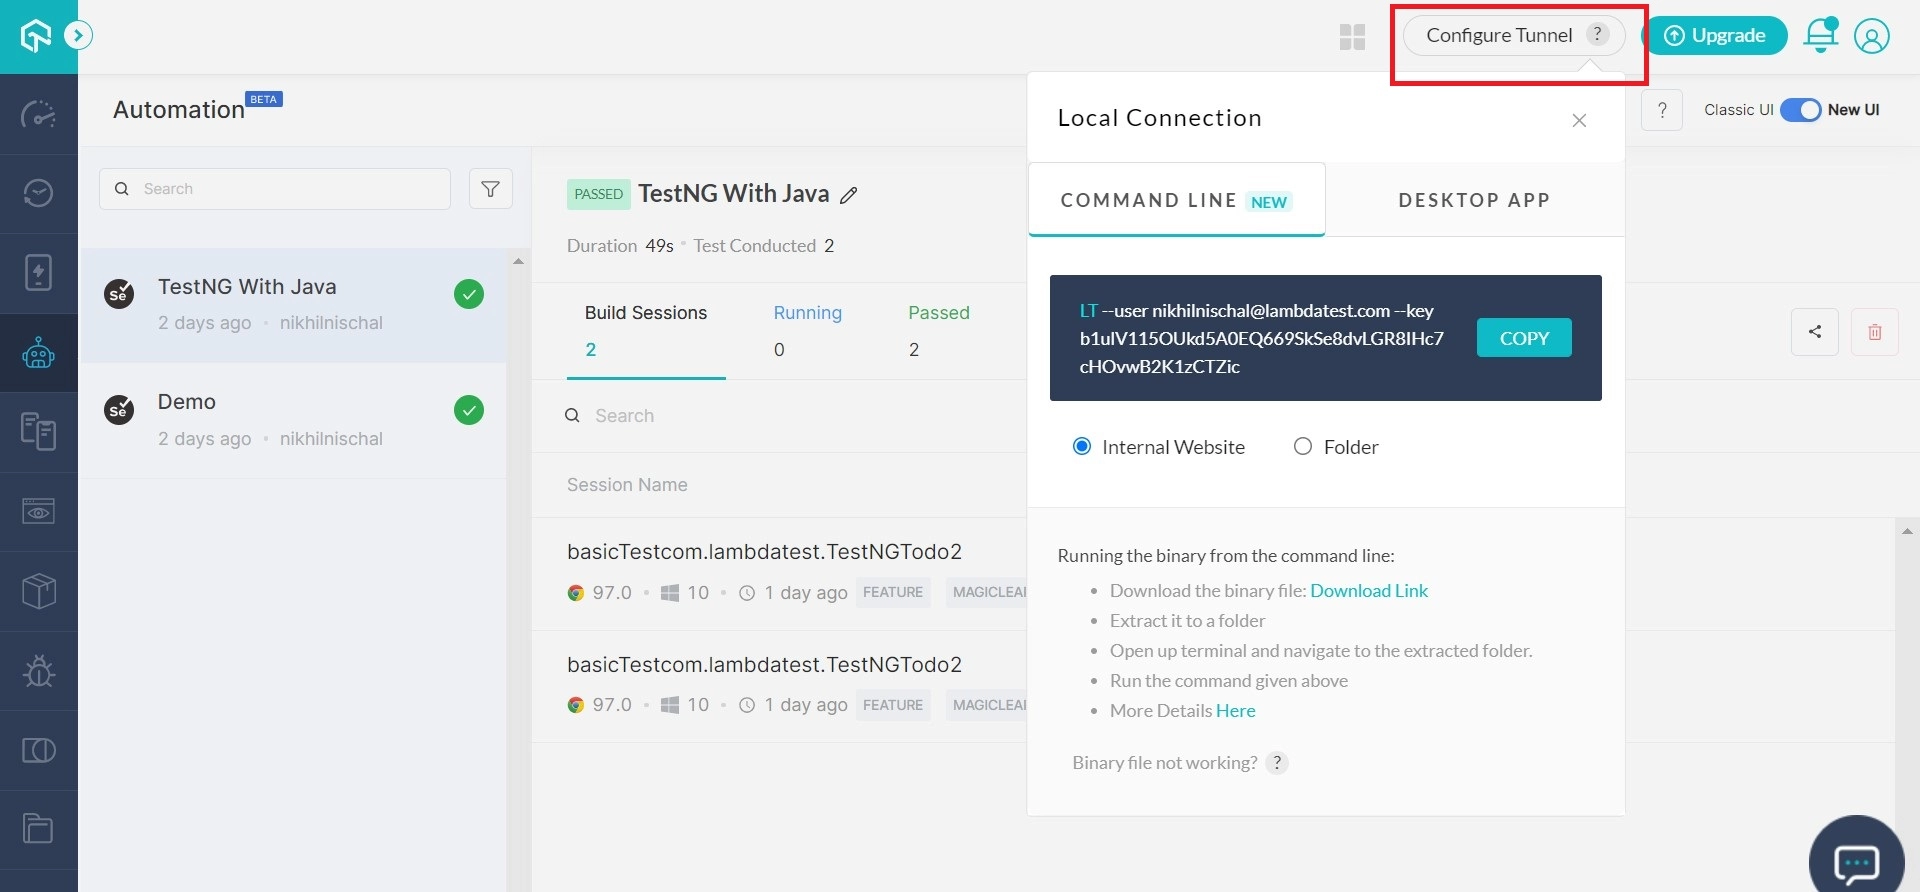 Configure Tunnel ?
Upgrade
Automation BETA
Local Connection
?
Classic UI
New UI
Search
PASSED TestNG With Java
COMMAND LINE NEW
DESKTOP APP
Duration 49s • Test Conducted 2
TestNG With Java
2 days ago • nikhilnischal
Build Sessions
2
Running
0
Passed
2
LT --user nikhilnischal@lambdatest.com --key
b1ulV115OUkd5A0EQ669SkSe8dvLGR8IHc7
cHOvwB2K1zCTZic
COPY
Demo
2 days ago • nikhilnischal
Search
Internal Website
Folder
Session Name
basicTestcom.lambdatest.TestNGTodo2
97.0 • 10 • 1 day ago FEATURE MAGICLEA
basicTestcom.lambdatest.TestNGTodo2
97.0 • 10 • 1 day ago FEATURE MAGICLEA
Running the binary from the command line:
• Download the binary file: Download Link
• Extract it to a folder
• Open up terminal and navigate to the extracted folder.
• Run the command given above
• More Details Here
Binary file not working? ?
Se
Se